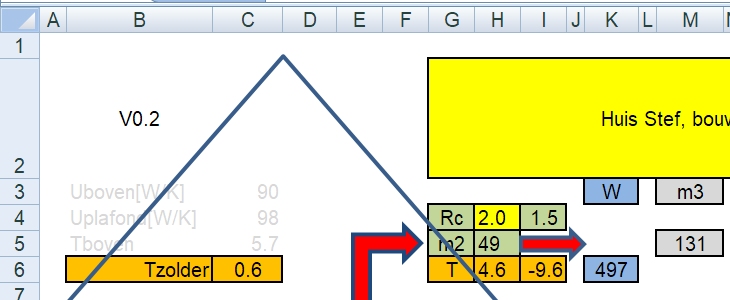 A B C D E F G H I J K L M
1
V0.2 Huis Stef, bouw
2
3 Uboven[W/K] 90 W m3
4 Uplafond[W/K] 98 Rc 2.0 1.5
5 Tboven 5.7 m2 49 131
6 Tzolder 0.6 T 4.6 -9.6 497
7